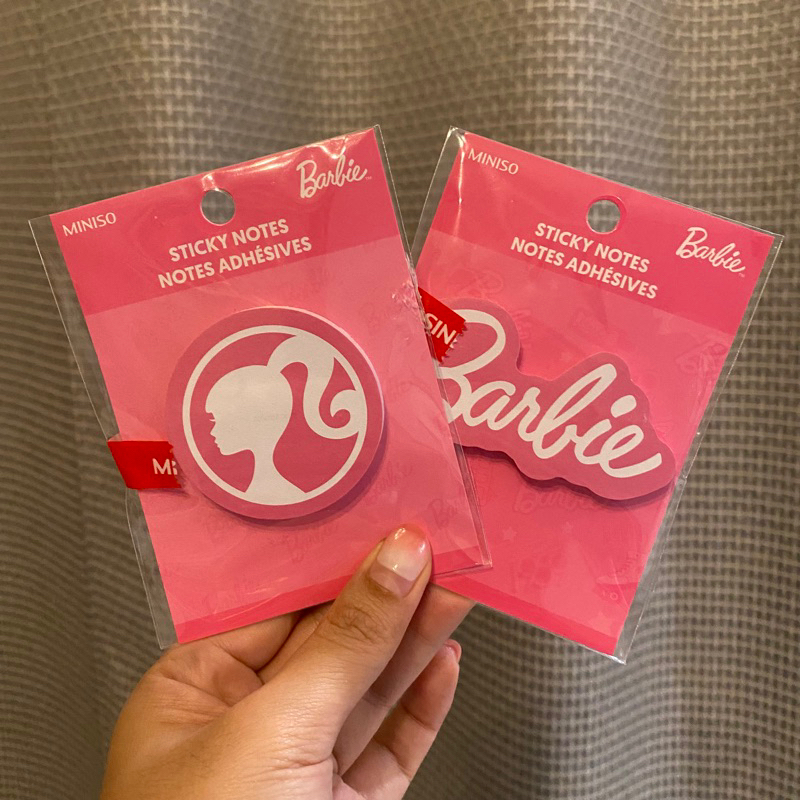 MINISO
Barbie
STICKY NOTES
NOTES ADHÉSIVES
MINISO
Barbie
STICKY NOTES
NOTES ADHÉSIVES
Barbie